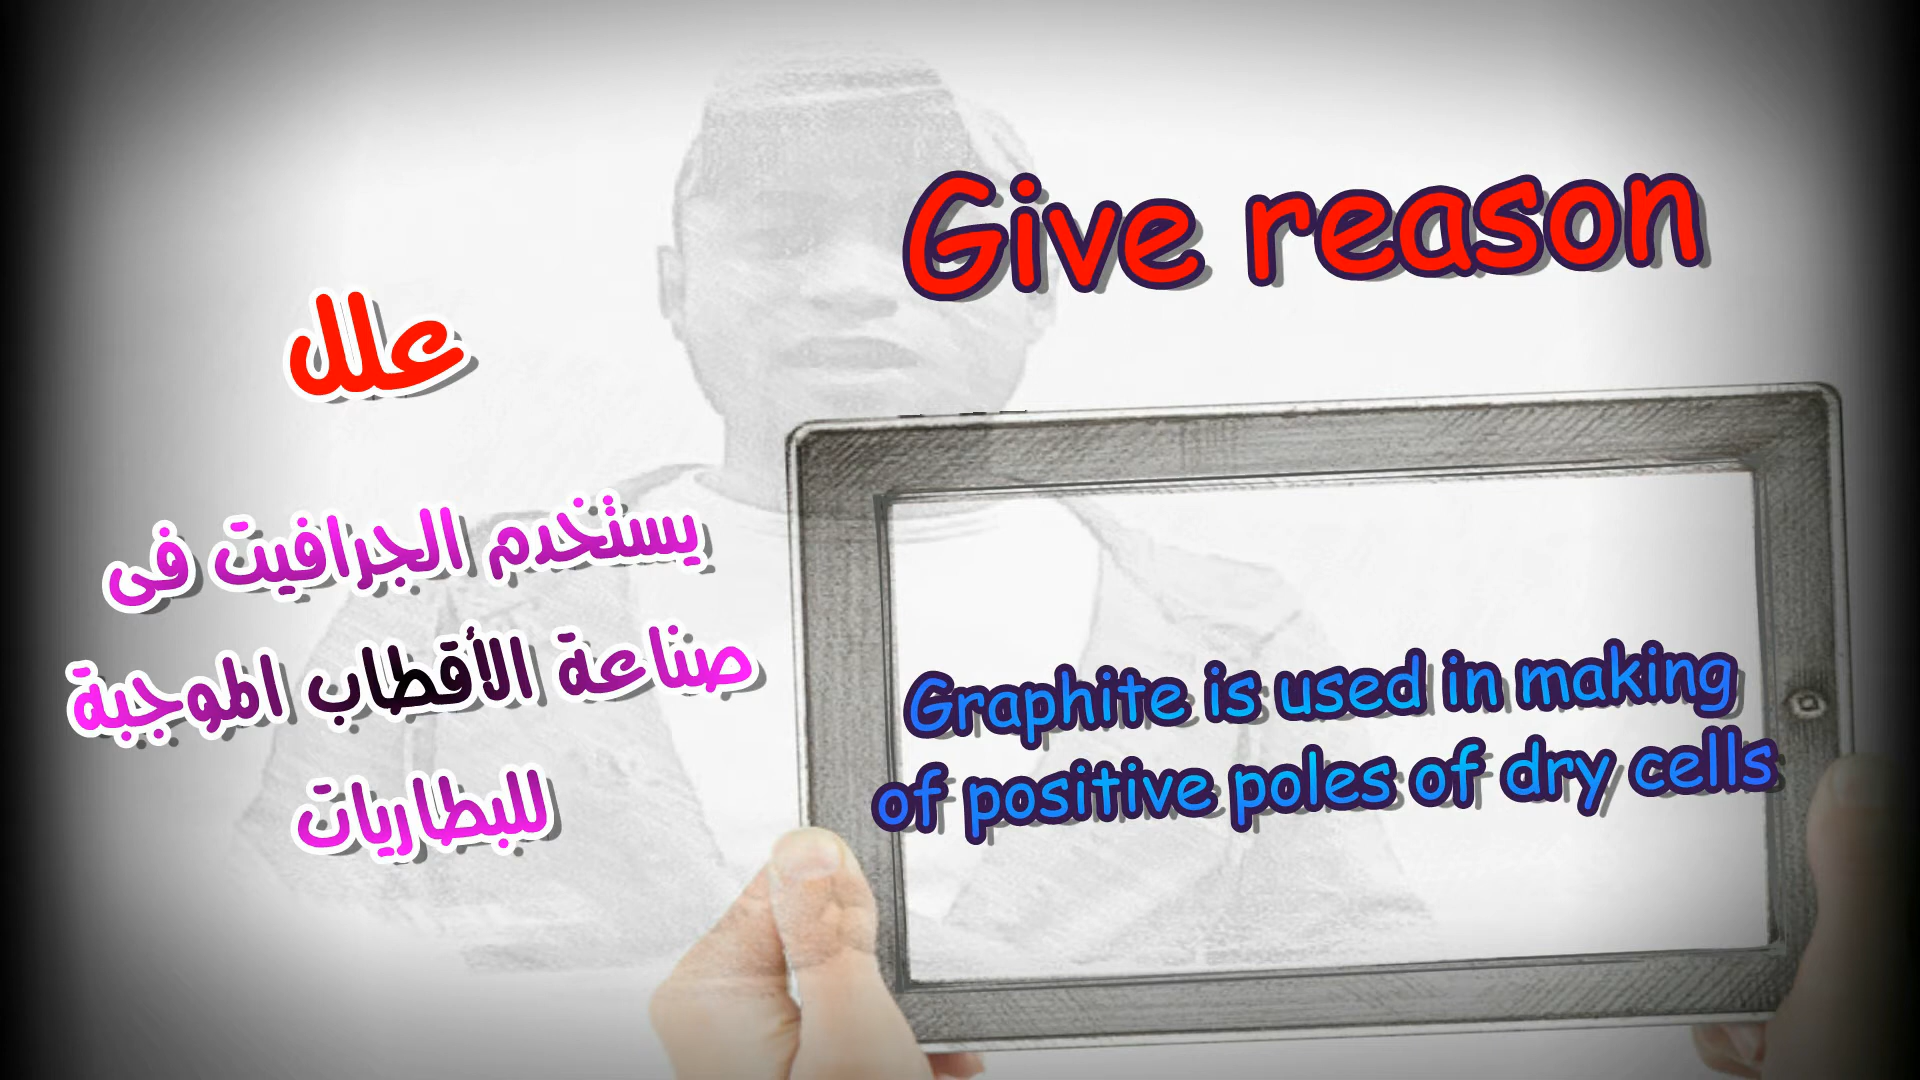 Give reason
علل
يستخدم الجرافيت فى
صناعة الأقطاب الموجبة
للبطاريات
Graphite is used in making
of positive poles of dry cells